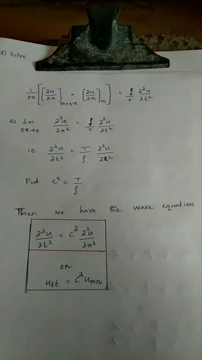 Solve
1/δx [ [∂u/∂x]x+δx - [∂u/∂x]x ] = ρ/T ∂²u/∂t²
as lim δx→0 ∂²u/∂x² = ρ/T ∂²u/∂t²
ie ∂²u/∂t² = T/ρ ∂²u/∂x²
Put c² = T/ρ
Then we have the wave equation
∂²u/∂t² = c² ∂²u/∂x²
or
utt = c² uxx